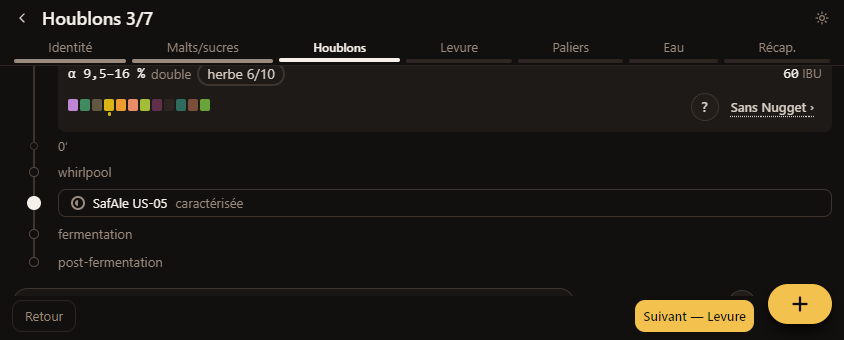 Houblons 3/7
Identité Malts/sucres Houblons Levure Paliers Eau Récap.
α 9,5–16 % double herbe 6/10 60 IBU
? Sans Nugget ›
0'
whirlpool
SafAle US-05 caractérisée
fermentation
post-fermentation
Retour Suivant — Levure +